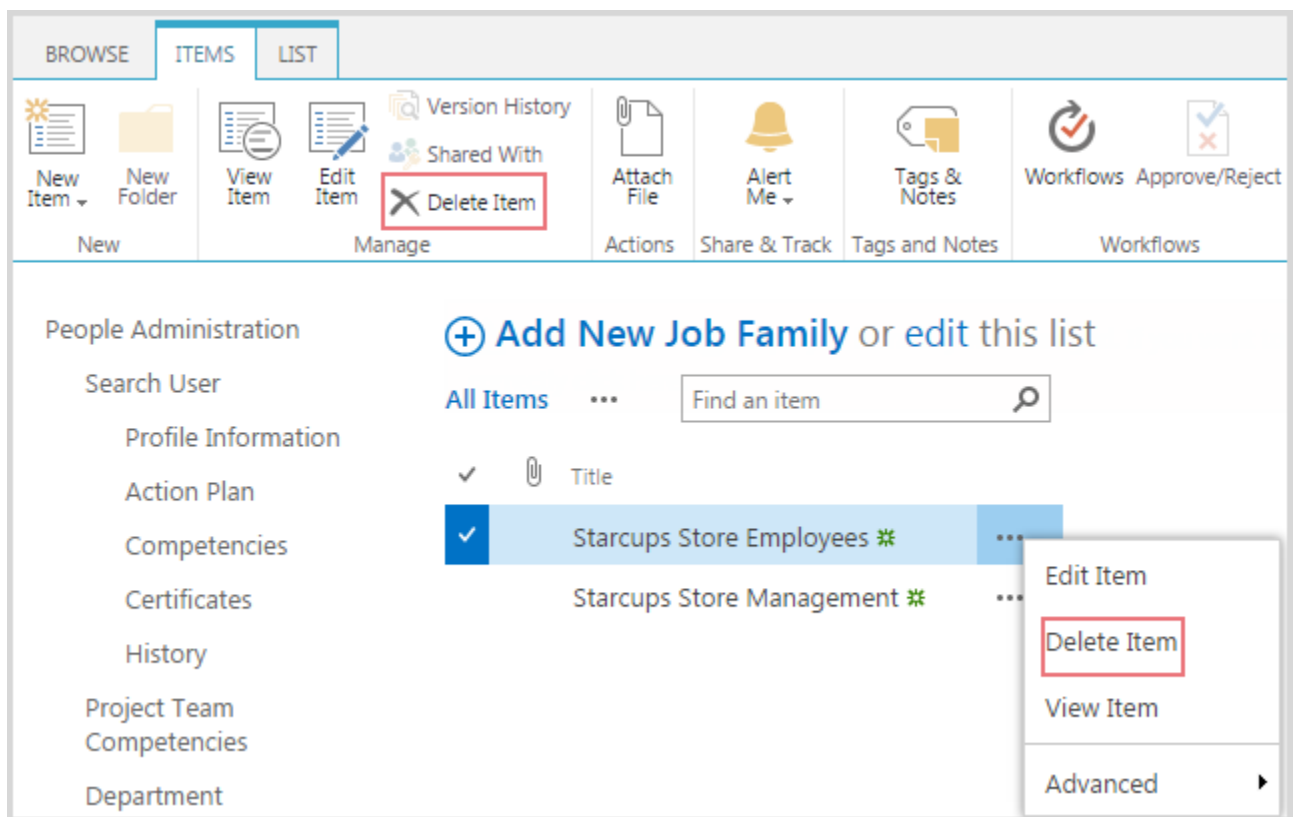 BROWSE ITEMS LIST
Version History
Shared With
New Item
New Folder
View Item
Edit Item
Delete Item
Attach File
Alert Me
Tags & Notes
Workflows
Approve/Reject
New
Manage
Actions
Share & Track
Tags and Notes
Workflows
People Administration
Search User
Profile Information
Action Plan
Competencies
Certificates
History
Project Team
Competencies
Department
Add New Job Family or edit this list
All Items ••• Find an item
Title
Starcups Store Employees •••
Starcups Store Management •••
Edit Item
Delete Item
View Item
Advanced